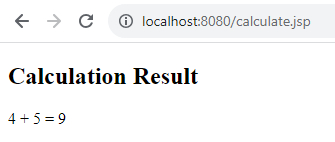 localhost:8080/calculate.jsp
Calculation Result
4 + 5 = 9